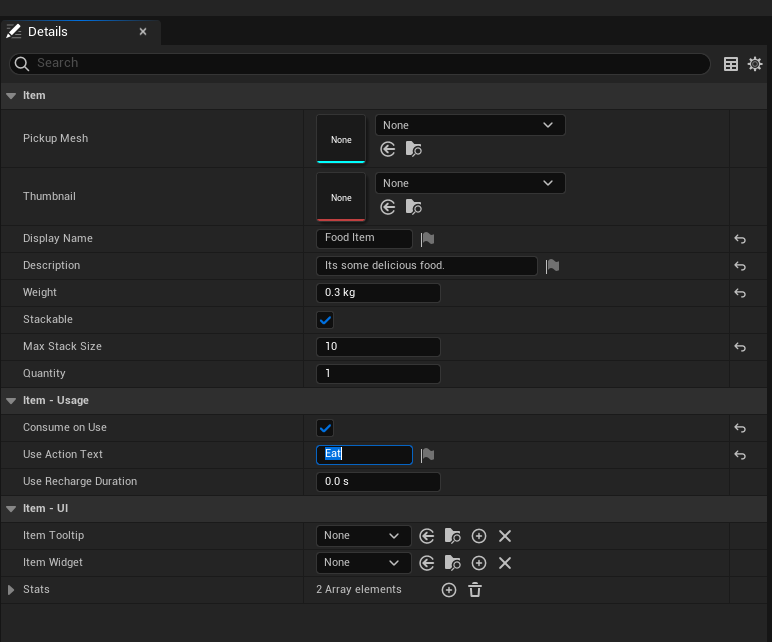 Details
Search
Item
Pickup Mesh
None
None
Thumbnail
None
None
Display Name
Food Item
Description
Its some delicious food.
Weight
0.3 kg
Stackable
Max Stack Size
10
Quantity
1
Item - Usage
Consume on Use
Use Action Text
Eat
Use Recharge Duration
0.0 s
Item - UI
Item Tooltip
None
Item Widget
None
Stats
2 Array elements